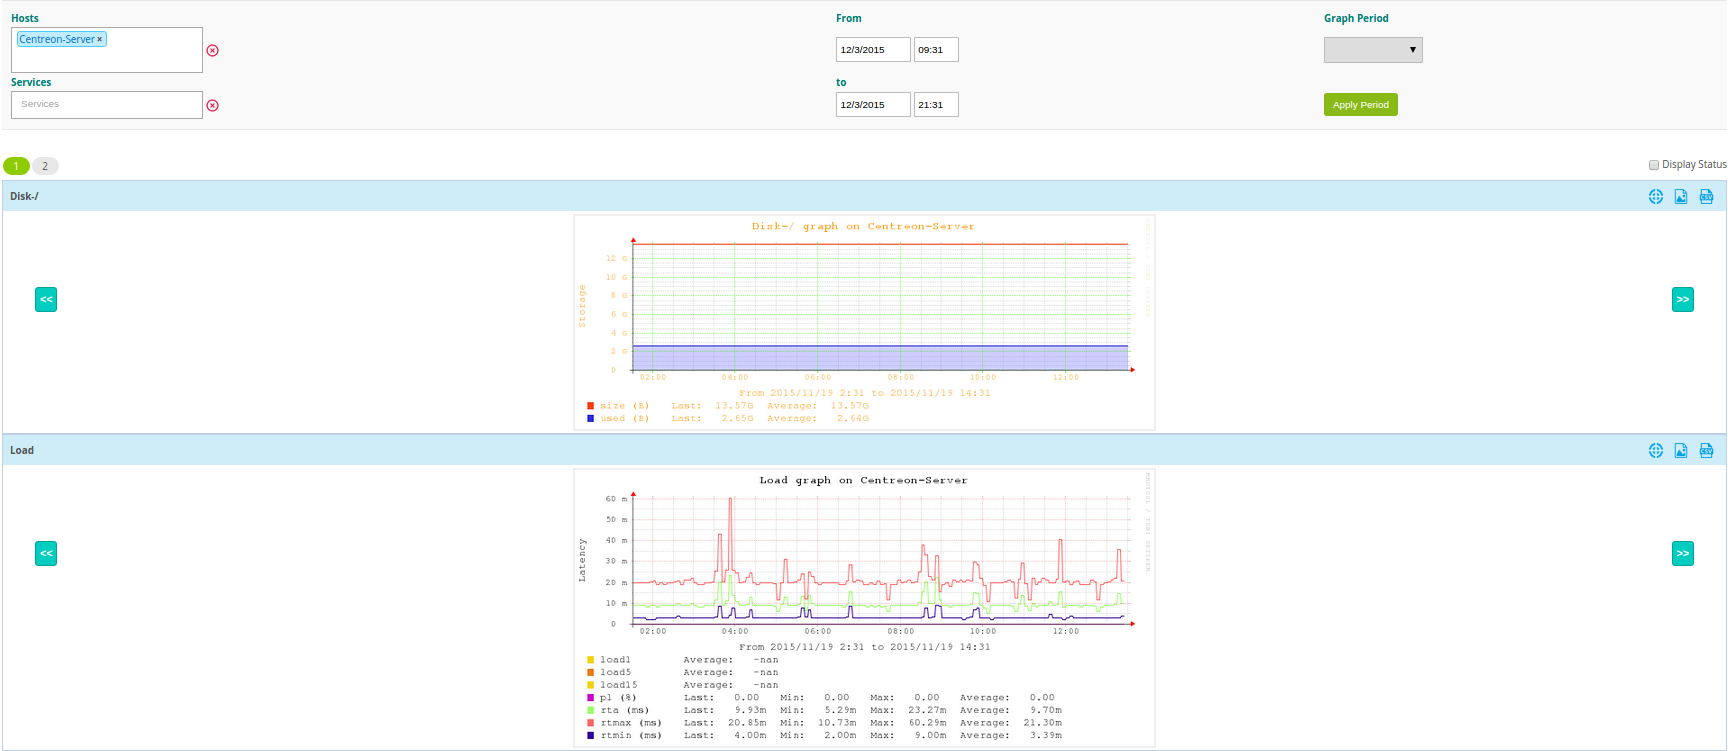 Hosts
From
Graph Period
Centreon-Server ×
12/3/2015 09:31
Services
to
Services
12/3/2015 21:31
Apply Period
1 2
Display Status
Disk-/
CSV
Disk-/ graph on Centreon-Server
12 G
10 G
8 G
6 G
4 G
2 G
0
Storage
<<
>>
02:00 04:00 06:00 08:00 10:00 12:00
From 2015/11/19 2:31 to 2015/11/19 14:31
size (B) Last: 13.57G Average: 13.57G
used (B) Last: 2.65G Average: 2.64G
Load
CSV
Load graph on Centreon-Server
60 m
50 m
40 m
30 m
20 m
10 m
0
Latency
<<
>>
02:00 04:00 06:00 08:00 10:00 12:00
From 2015/11/19 2:31 to 2015/11/19 14:31
load1 Average: -nan
load5 Average: -nan
load15 Average: -nan
pl (%) Last: 0.00 Min: 0.00 Max: 0.00 Average: 0.00
rta (ms) Last: 9.93m Min: 5.29m Max: 23.27m Average: 9.70m
rtmax (ms) Last: 20.85m Min: 10.73m Max: 60.29m Average: 21.30m
rtmin (ms) Last: 4.00m Min: 2.00m Max: 9.00m Average: 3.39m